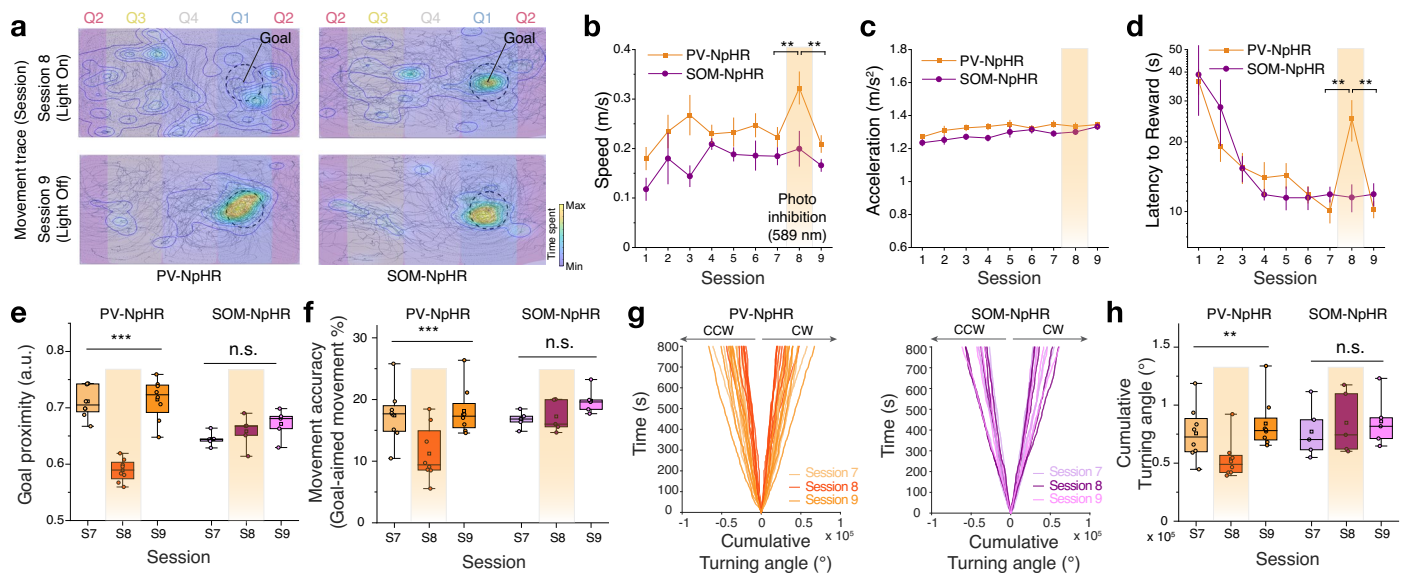 a
Q2 Q3 Q4 Q1 Q2
Q2 Q3 Q4 Q1 Q2
Goal
Goal
Movement trace (Session)
Session 8
(Light On)
Session 9
(Light Off)
Time spent
Max
Min
PV-NpHR
SOM-NpHR
b
PV-NpHR
SOM-NpHR
** **
Speed (m/s)
0.4
0.3
0.2
0.1
0
Photo
inhibition
(589 nm)
1 2 3 4 5 6 7 8 9
Session
c
PV-NpHR
SOM-NpHR
Acceleration (m/s²)
1.8
1.6
1.4
1.2
1.0
0.8
0.6
1 2 3 4 5 6 7 8 9
Session
d
PV-NpHR
SOM-NpHR
** **
Latency to Reward (s)
50
40
30
20
10
1 2 3 4 5 6 7 8 9
Session
e
PV-NpHR SOM-NpHR
*** n.s.
Goal proximity (a.u.)
0.8
0.7
0.6
0.5
S7 S8 S9 S7 S8 S9
Session
f
PV-NpHR SOM-NpHR
*** n.s.
Movement accuracy
(Goal-aimed movement %)
30
20
10
0
S7 S8 S9 S7 S8 S9
Session
g
PV-NpHR
CCW CW
Time (s)
800
700
600
500
400
300
200
100
0
Session 7
Session 8
Session 9
-1 -0.5 0 0.5 1
x 10⁵
Cumulative
Turning angle (°)
SOM-NpHR
CCW CW
Time (s)
800
700
600
500
400
300
200
100
0
Session 7
Session 8
Session 9
-1 -0.5 0 0.5 1
x 10⁵
Cumulative
Turning angle (°)
h
PV-NpHR SOM-NpHR
** n.s.
Cumulative
Turning angle (°)
1.5
1
0.5
0
x 10⁵
S7 S8 S9 S7 S8 S9
Session